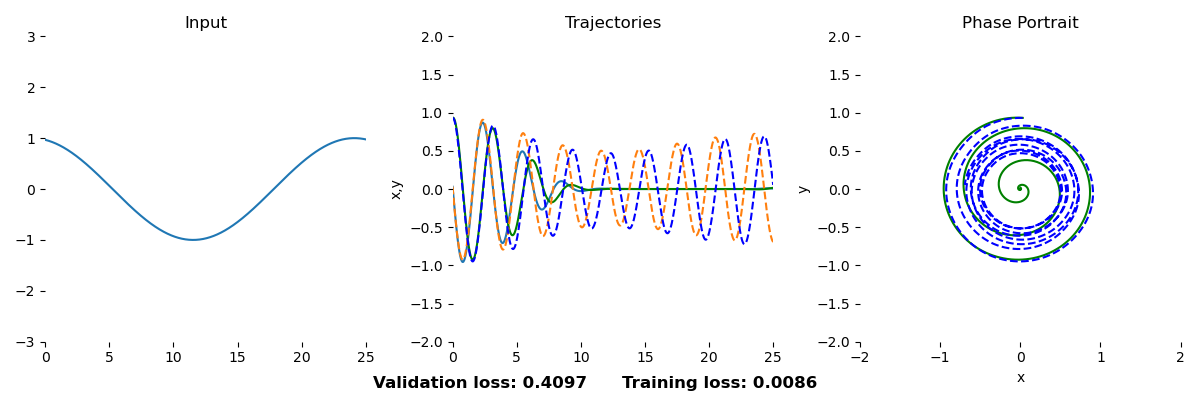 Input
3
2
1
0
−1
−2
−3
0 5 10 15 20 25
Trajectories
x,y
2.0
1.5
1.0
0.5
0.0
−0.5
−1.0
−1.5
−2.0
0 5 10 15 20 25
Phase Portrait
y
2.0
1.5
1.0
0.5
0.0
−0.5
−1.0
−1.5
−2.0
−2 −1 0 1 2
x
Validation loss: 0.4097 Training loss: 0.0086